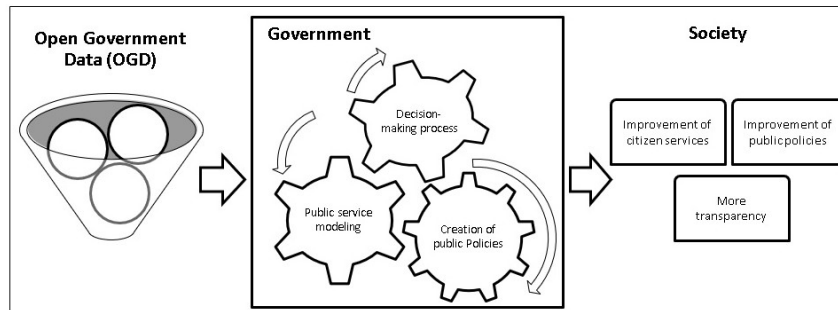 Open Government
Data (OGD)
Government
Decision-
making process
Public service
modeling
Creation of
public Policies
Society
Improvement of
citizen services
Improvement of
public policies
More
transparency